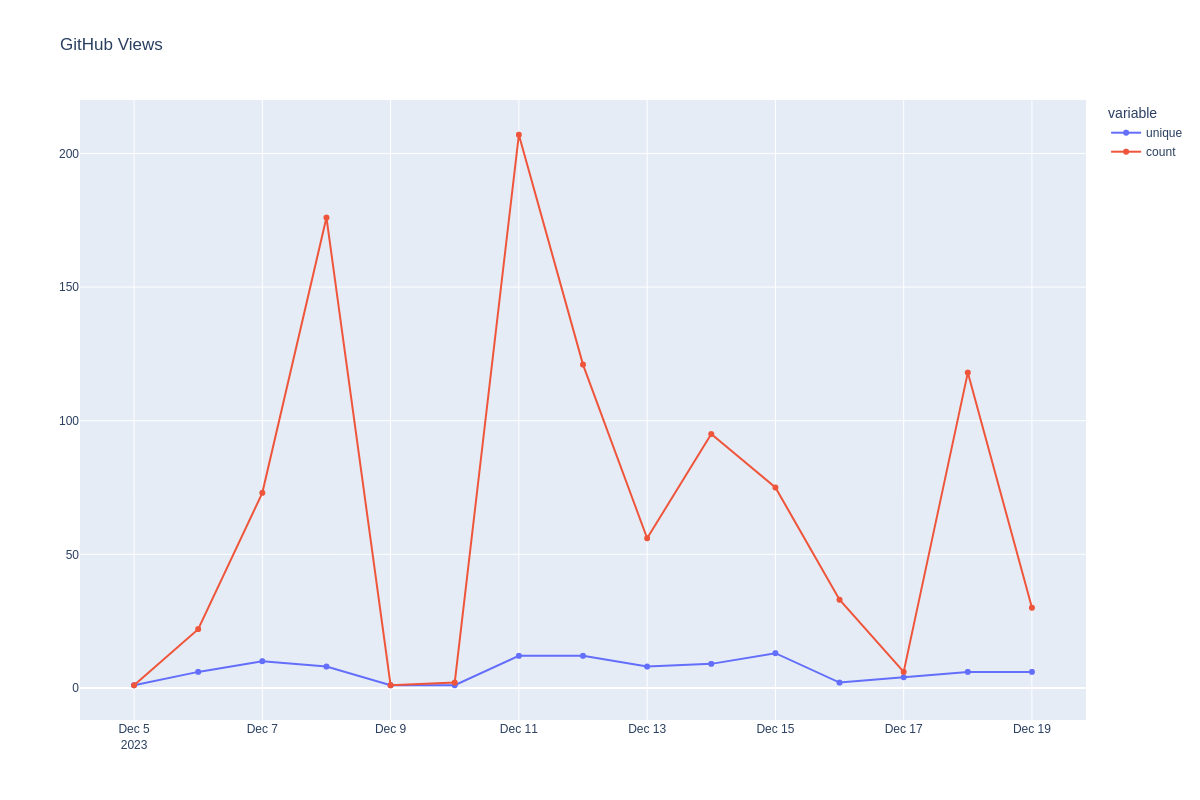 GitHub Views
variable
unique
count
200
150
100
50
0
Dec 5
2023
Dec 7
Dec 9
Dec 11
Dec 13
Dec 15
Dec 17
Dec 19